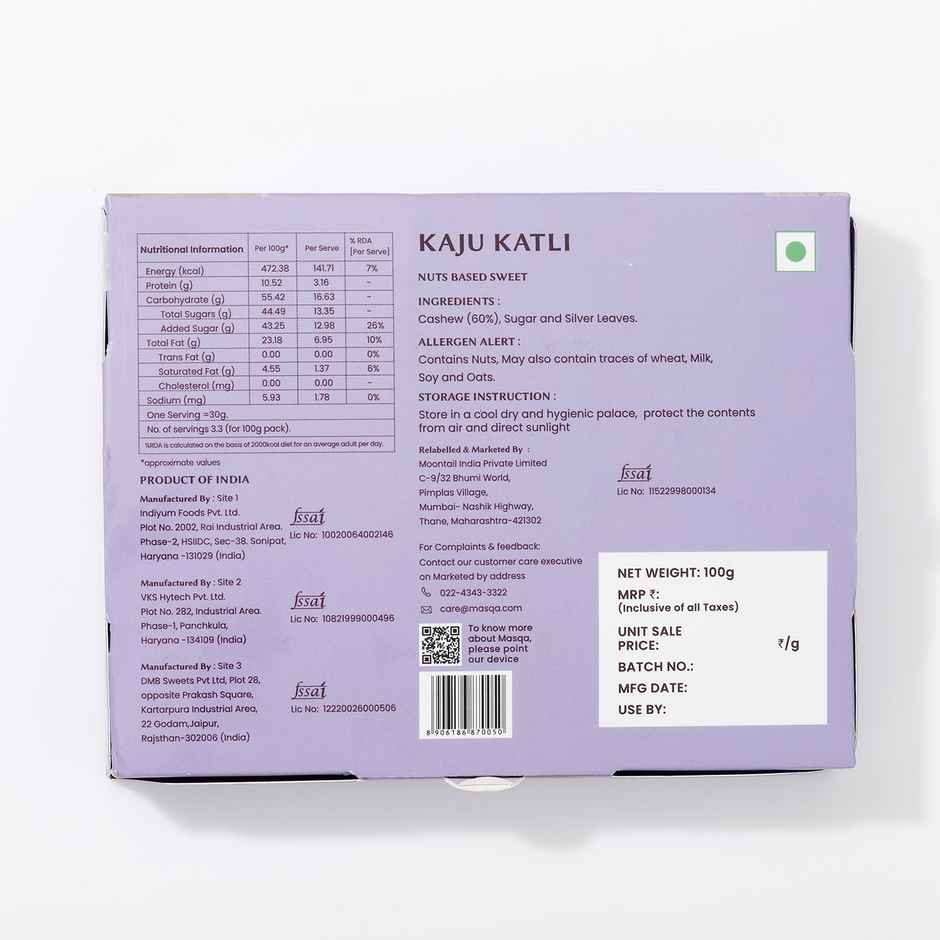 Nutritional Information Per 100g* Per Serve % RDA [Per Serve]
Energy (kcal) 472.38 141.71 7%
Protein (g) 10.52 3.16 -
Carbohydrate (g) 55.42 16.63 -
Total Sugars (g) 44.49 13.35 -
Added Sugar (g) 43.25 12.98 26%
Total Fat (g) 23.18 6.95 10%
Trans Fat (g) 0.00 0.00 0%
Saturated Fat (g) 4.55 1.37 6%
Cholesterol (mg) 0.00 0.00 -
Sodium (mg) 5.93 1.78 0%
One Serving =30g.
No. of servings 3.3 (for 100g pack).
%RDA is calculated on the basis of 2000kcal diet for an average adult per day.
*approximate values
PRODUCT OF INDIA
Manufactured By : Site 1
Indiyum Foods Pvt. Ltd.
Plot No. 2002, Rai Industrial Area.
Phase-2, HSIIDC, Sec-38. Sonipat,
Haryana -131029 (India)
fssai
Lic No: 10020064002146
Manufactured By : Site 2
VKS Hytech Pvt. Ltd.
Plot No. 282, Industrial Area.
Phase-1, Panchkula,
Haryana -134109 (India)
fssai
Lic No: 10821999000496
Manufactured By : Site 3
DMB Sweets Pvt Ltd, Plot 28,
opposite Prakash Square,
Kartarpura Industrial Area,
22 Godam,Jaipur,
Rajsthan-302006 (India)
fssai
Lic No: 12220026000506
KAJU KATLI
NUTS BASED SWEET
INGREDIENTS :
Cashew (60%), Sugar and Silver Leaves.
ALLERGEN ALERT :
Contains Nuts, May also contain traces of wheat, Milk,
Soy and Oats.
STORAGE INSTRUCTION :
Store in a cool dry and hygienic palace, protect the contents
from air and direct sunlight
Relabelled & Marketed By :
Moontail India Private Limited
C-9/32 Bhumi World,
Pimplas Village,
Mumbai- Nashik Highway,
Thane, Maharashtra-421302
fssai
Lic No: 11522998000134
For Complaints & feedback:
Contact our customer care executive
on Marketed by address
022-4343-3322
care@masqa.com
To know more
about Masqa,
please point
our device
8 906186 870050
NET WEIGHT: 100g
MRP ₹:
(Inclusive of all Taxes)
UNIT SALE
PRICE: ₹/g
BATCH NO.:
MFG DATE:
USE BY: